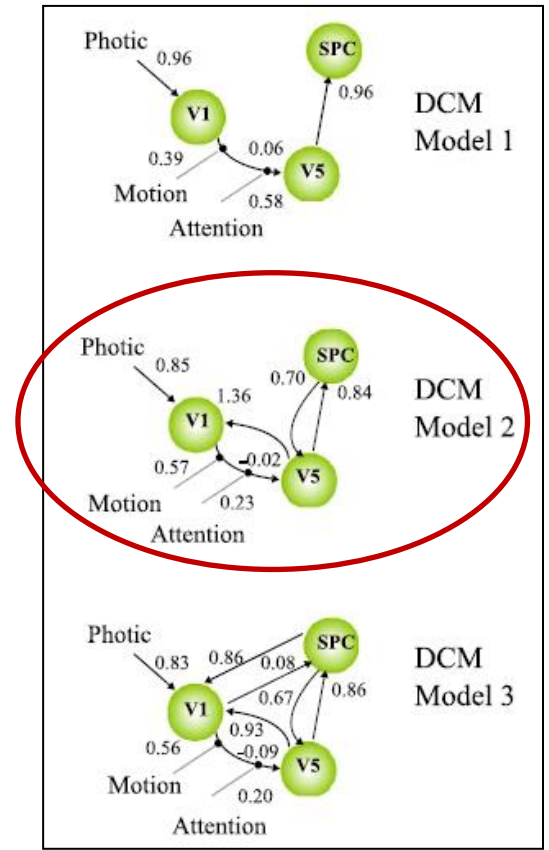 Photic
SPC
0.96
0.96
V1
DCM
Model 1
0.39
0.06
V5
Motion
0.58
Attention
Photic
SPC
0.85
0.70
0.84
DCM
Model 2
V1
1.36
0.57
-0.02
V5
Motion
0.23
Attention
Photic
SPC
0.83
0.86
0.08
DCM
Model 3
0.67
0.86
V1
0.93
0.56
-0.09
V5
Motion
0.20
Attention